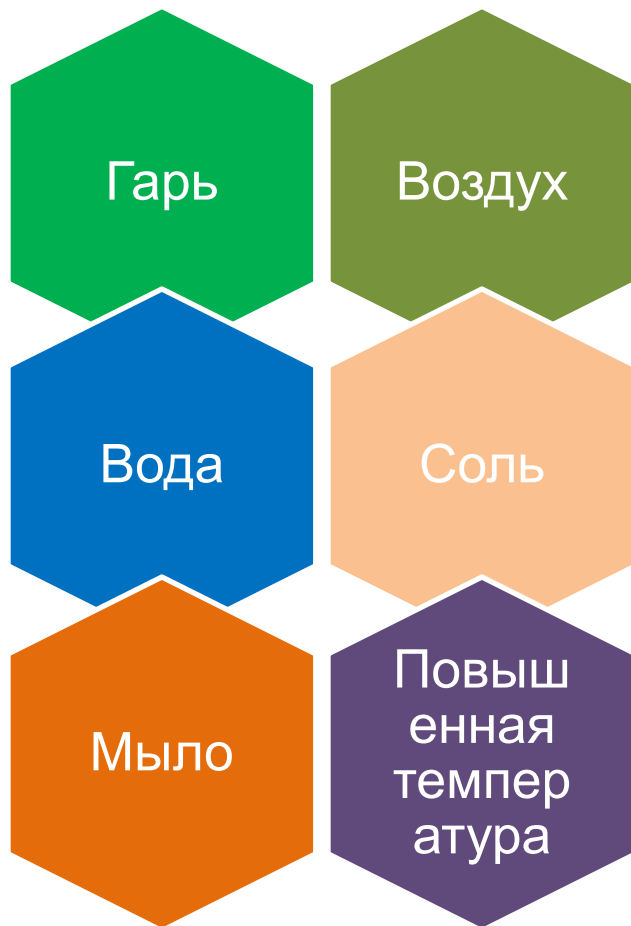 Гарь
Воздух
Вода
Соль
Мыло
Повыш
енная
темпер
атура